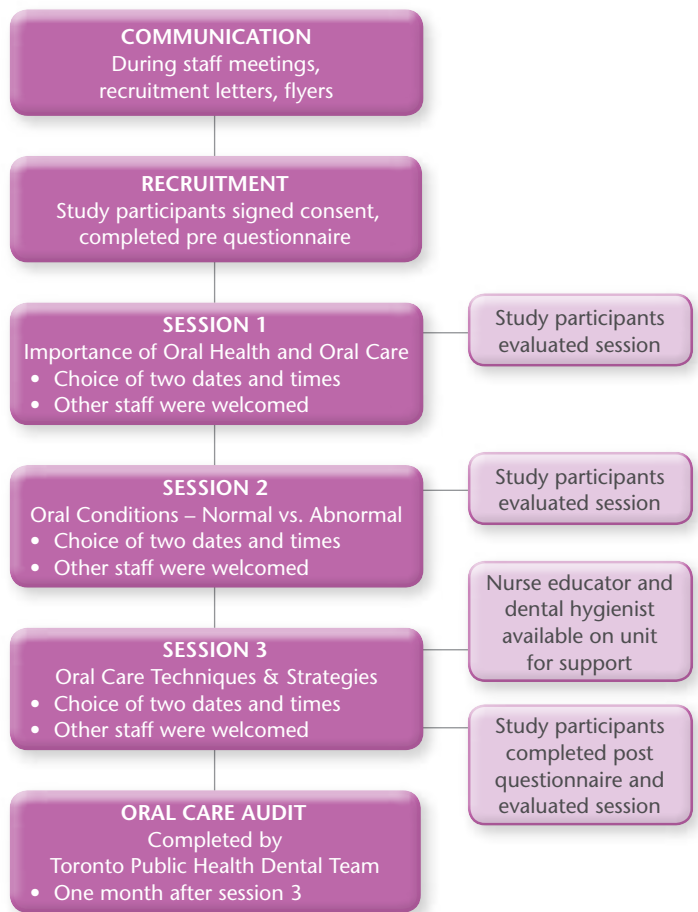 COMMUNICATION
During staff meetings,
recruitment letters, flyers
RECRUITMENT
Study participants signed consent,
completed pre questionnaire
SESSION 1
Importance of Oral Health and Oral Care
• Choice of two dates and times
• Other staff were welcomed
Study participants
evaluated session
SESSION 2
Oral Conditions – Normal vs. Abnormal
• Choice of two dates and times
• Other staff were welcomed
Study participants
evaluated session
SESSION 3
Oral Care Techniques & Strategies
• Choice of two dates and times
• Other staff were welcomed
Nurse educator and
dental hygienist
available on unit
for support
Study participants
completed post
questionnaire and
evaluated session
ORAL CARE AUDIT
Completed by
Toronto Public Health Dental Team
• One month after session 3